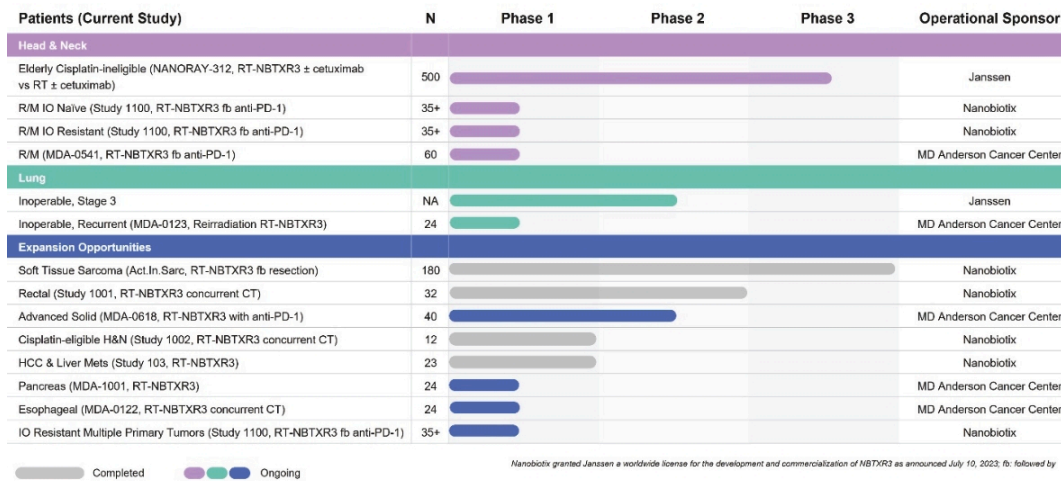 Patients (Current Study) N Phase 1 Phase 2 Phase 3 Operational Sponsor
Head & Neck
Elderly Cisplatin-ineligible (NANORAY-312, RT-NBTXR3 ± cetuximab
vs RT ± cetuximab) 500 Janssen
R/M IO Naïve (Study 1100, RT-NBTXR3 fb anti-PD-1) 35+ Nanobiotix
R/M IO Resistant (Study 1100, RT-NBTXR3 fb anti-PD-1) 35+ Nanobiotix
R/M (MDA-0541, RT-NBTXR3 fb anti-PD-1) 60 MD Anderson Cancer Center
Lung
Inoperable, Stage 3 NA Janssen
Inoperable, Recurrent (MDA-0123, Reirradiation RT-NBTXR3) 24 MD Anderson Cancer Center
Expansion Opportunities
Soft Tissue Sarcoma (Act.In.Sarc, RT-NBTXR3 fb resection) 180 Nanobiotix
Rectal (Study 1001, RT-NBTXR3 concurrent CT) 32 Nanobiotix
Advanced Solid (MDA-0618, RT-NBTXR3 with anti-PD-1) 40 MD Anderson Cancer Center
Cisplatin-eligible H&N (Study 1002, RT-NBTXR3 concurrent CT) 12 Nanobiotix
HCC & Liver Mets (Study 103, RT-NBTXR3) 23 Nanobiotix
Pancreas (MDA-1001, RT-NBTXR3) 24 MD Anderson Cancer Center
Esophageal (MDA-0122, RT-NBTXR3 concurrent CT) 24 MD Anderson Cancer Center
IO Resistant Multiple Primary Tumors (Study 1100, RT-NBTXR3 fb anti-PD-1) 35+ Nanobiotix
Completed Ongoing
Nanobiotix granted Janssen a worldwide license for the development and commercialization of NBTXR3 as announced July 10, 2023; fb: followed by